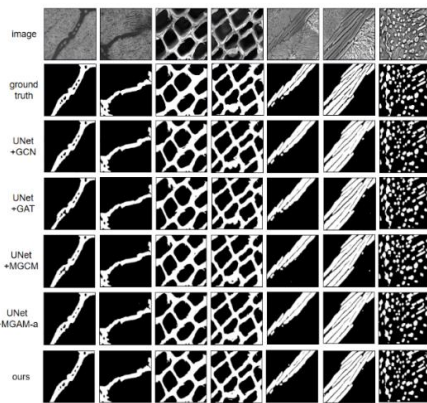 image
ground
truth
UNet
+GCN
UNet
+GAT
UNet
+MGCM
UNet
+MGAM-a
ours